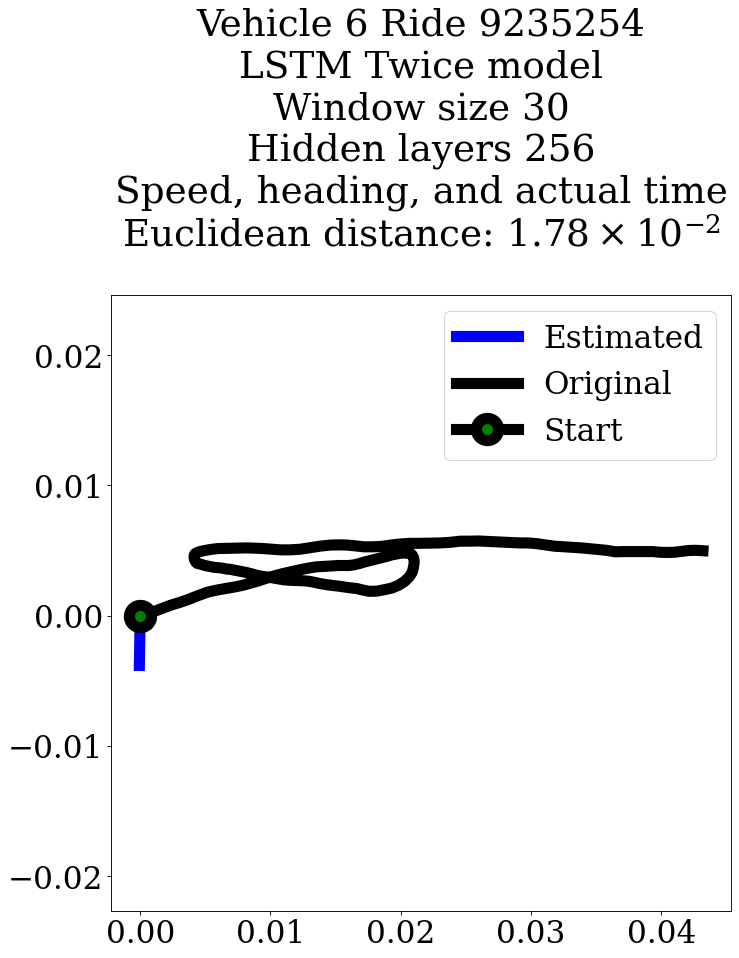 Vehicle 6 Ride 9235254
LSTM Twice model
Window size 30
Hidden layers 256
Speed, heading, and actual time
Euclidean distance: 1.78 × 10⁻²
Estimated
Original
Start
0.02
0.01
0.00
−0.01
−0.02
0.00 0.01 0.02 0.03 0.04